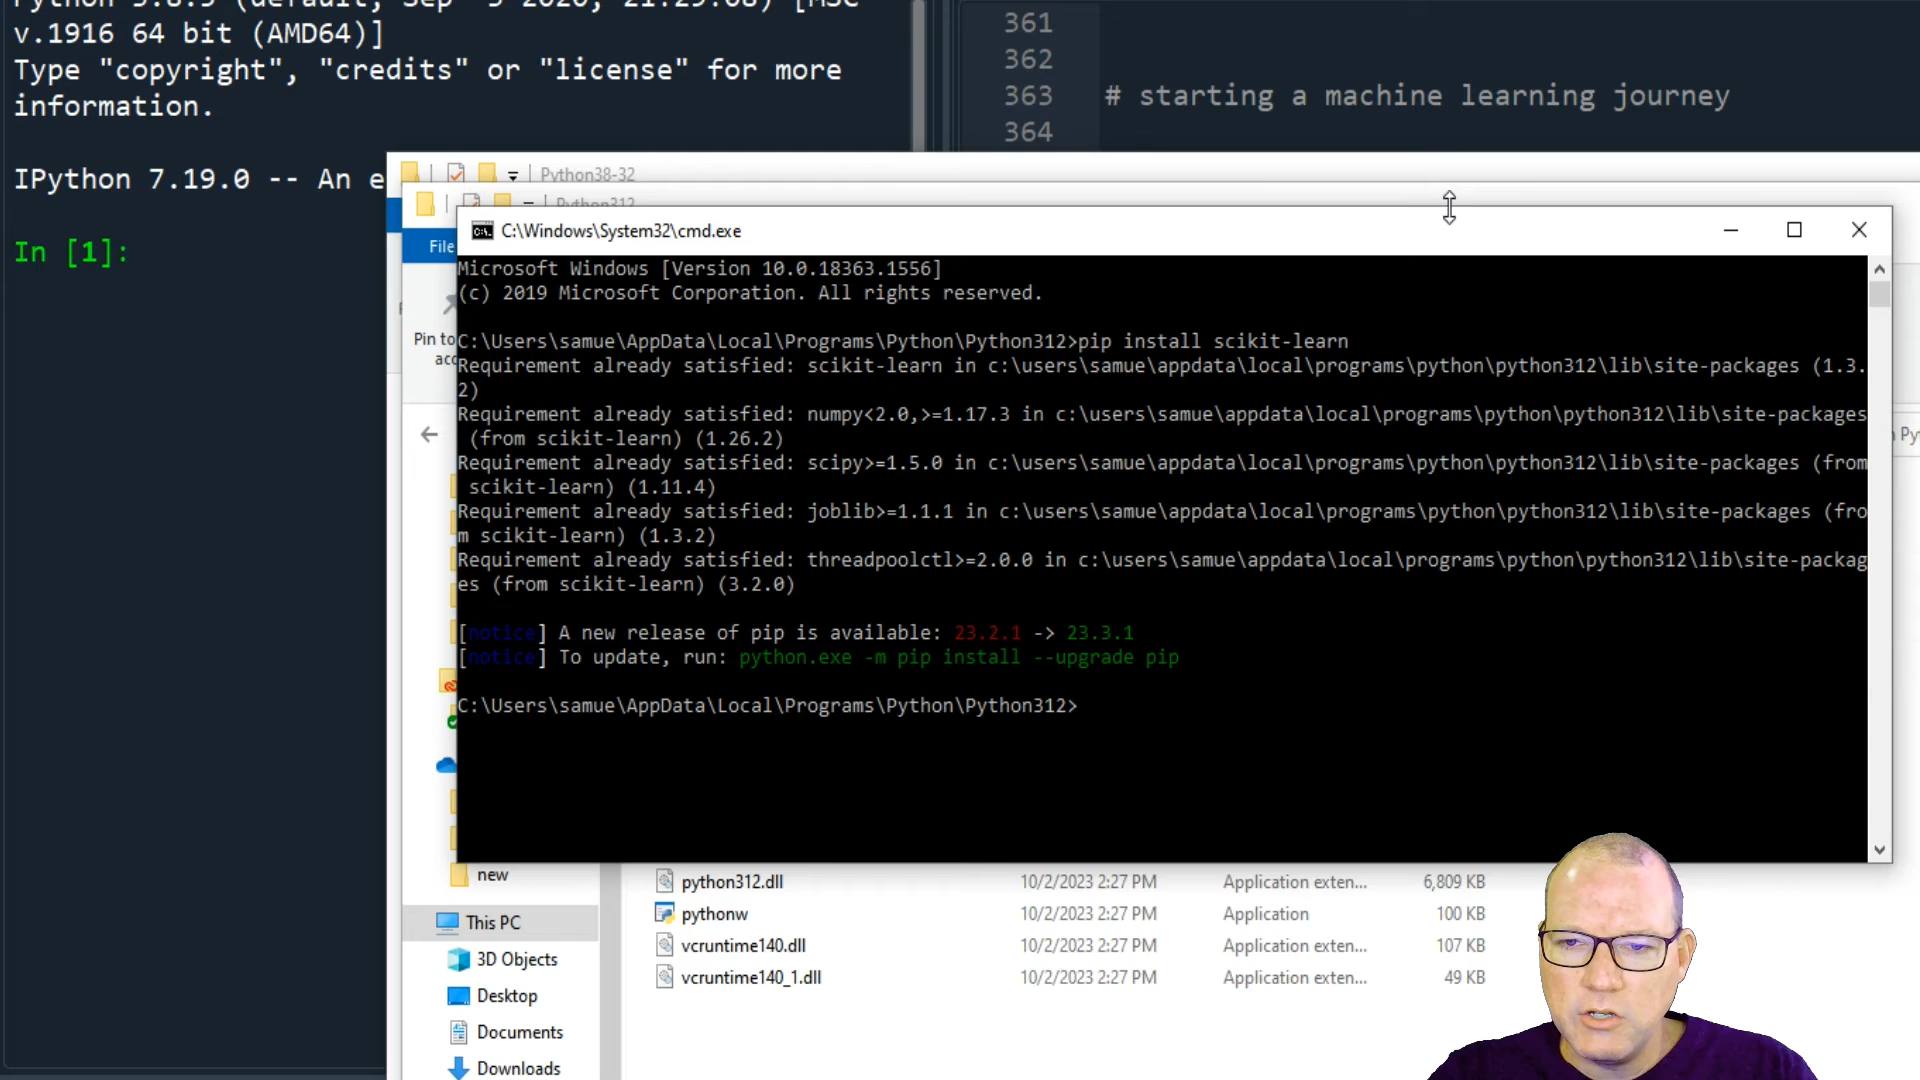 v.1916 64 bit (AMD64)]
Type "copyright", "credits" or "license" for more
information.
IPython 7.19.0 -- An e
In [1]:
361
362
363 # starting a machine learning journey
364
Python38-32
Python312
File
Pin to
C:\Windows\System32\cmd.exe
Microsoft Windows [Version 10.0.18363.1556]
(c) 2019 Microsoft Corporation. All rights reserved.
C:\Users\samue\AppData\Local\Programs\Python\Python312>pip install scikit-learn
Requirement already satisfied: scikit-learn in c:\users\samue\appdata\local\programs\python\python312\lib\site-packages (1.3.
2)
Requirement already satisfied: numpy<2.0,>=1.17.3 in c:\users\samue\appdata\local\programs\python\python312\lib\site-packages
(from scikit-learn) (1.26.2)
Requirement already satisfied: scipy>=1.5.0 in c:\users\samue\appdata\local\programs\python\python312\lib\site-packages (from
scikit-learn) (1.11.4)
Requirement already satisfied: joblib>=1.1.1 in c:\users\samue\appdata\local\programs\python\python312\lib\site-packages (fro
m scikit-learn) (1.3.2)
Requirement already satisfied: threadpoolctl>=2.0.0 in c:\users\samue\appdata\local\programs\python\python312\lib\site-packag
es (from scikit-learn) (3.2.0)
[notice] A new release of pip is available: 23.2.1 -> 23.3.1
[notice] To update, run: python.exe -m pip install --upgrade pip
C:\Users\samue\AppData\Local\Programs\Python\Python312>
new
This PC
3D Objects
Desktop
Documents
Downloads
python312.dll 10/2/2023 2:27 PM Application exten... 6,809 KB
pythonw 10/2/2023 2:27 PM Application 100 KB
vcruntime140.dll 10/2/2023 2:27 PM Application exten... 107 KB
vcruntime140_1.dll 10/2/2023 2:27 PM Application exten... 49 KB